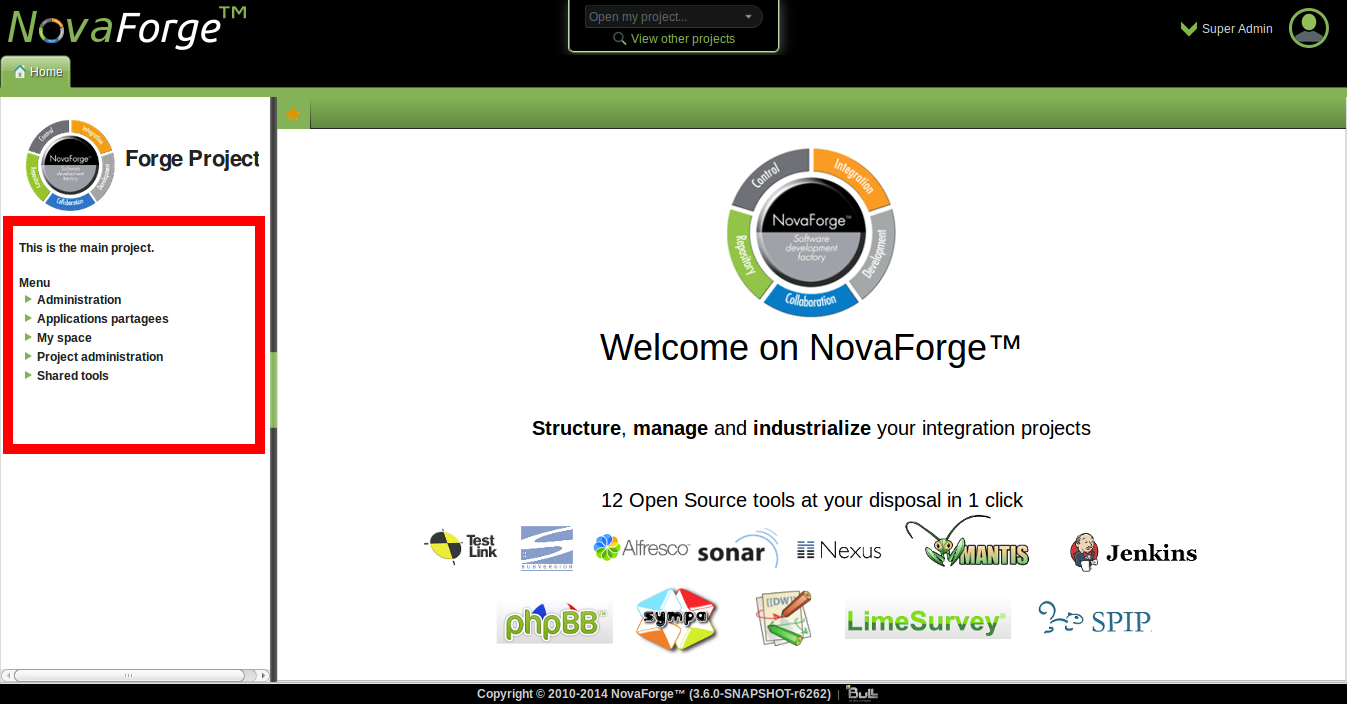 NovaForge™
Open my project...
View other projects
Super Admin
Home
Control
Integration
Development
Collaboration
Repository
NovaForge™
Software
development
factory
Forge Project
This is the main project.
Menu
Administration
Applications partagees
My space
Project administration
Shared tools
Control
Integration
Development
Collaboration
Repository
NovaForge™
Software
development
factory
Welcome on NovaForge™
Structure, manage and industrialize your integration projects
12 Open Source tools at your disposal in 1 click
Test
Link
SUBVERSION
Alfresco
sonar
Nexus
MANTIS
Jenkins
phpBB™
sympa
[[DW]]
LimeSurvey
SPIP
Copyright © 2010-2014 NovaForge™ (3.6.0-SNAPSHOT-r6262) | Bull